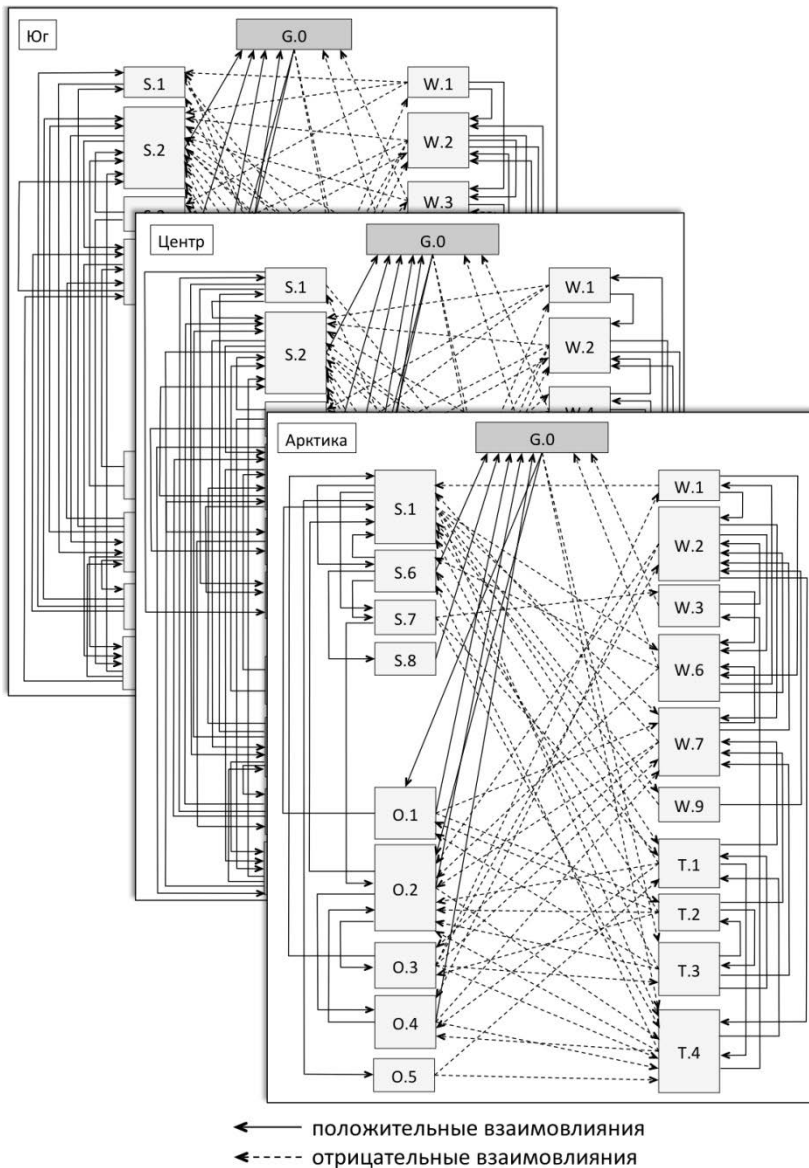 Юг
G.0
S.1
W.1
S.2
W.2
W.3
Центр
G.0
S.1
W.1
S.2
W.2
Арктика
G.0
S.1
W.1
W.2
S.6
W.3
S.7
W.6
S.8
W.7
O.1
W.9
O.2
T.1
T.2
O.3
T.3
O.4
T.4
O.5
положительные взаимовлияния
отрицательные взаимовлияния